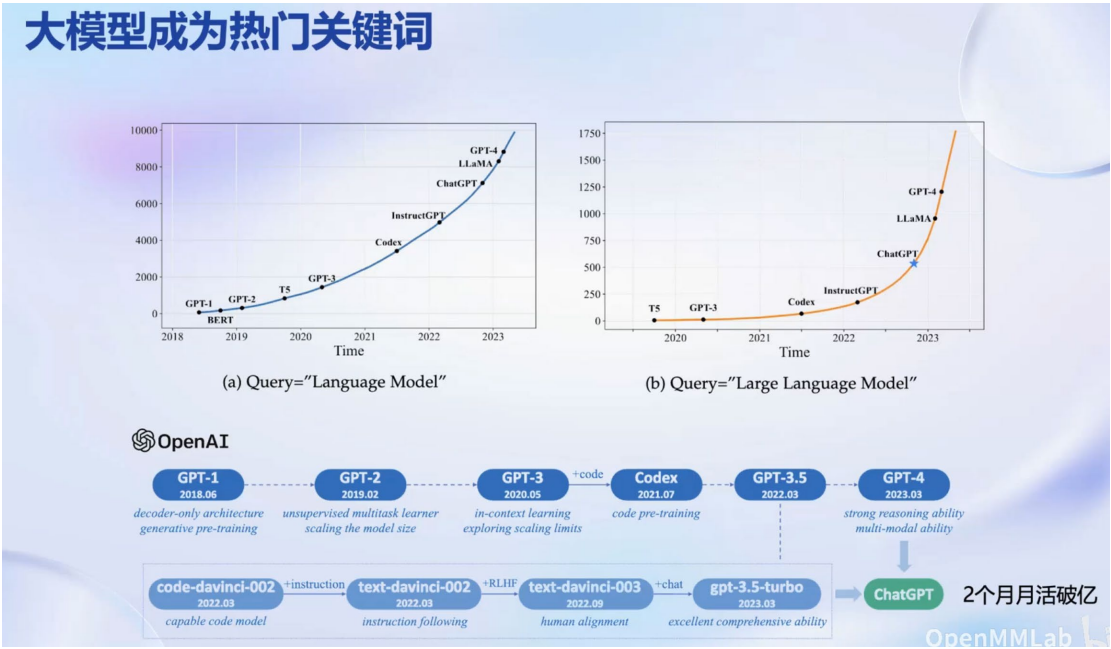 大模型成为热门关键词
10000
8000
6000
4000
2000
0
GPT-4
LLaMA
ChatGPT
InstructGPT
Codex
GPT-3
T5
GPT-2
GPT-1
BERT
2018 2019 2020 2021 2022 2023
Time
(a) Query="Language Model"
1750
1500
1250
1000
750
500
250
0
GPT-4
LLaMA
ChatGPT
InstructGPT
Codex
GPT-3
T5
2020 2021 2022 2023
Time
(b) Query="Large Language Model"
OpenAI
GPT-1
2018.06
decoder-only architecture
generative pre-training
GPT-2
2019.02
unsupervised multitask learner
scaling the model size
GPT-3
2020.05
in-context learning
exploring scaling limits
+code
Codex
2021.07
code pre-training
GPT-3.5
2022.03
GPT-4
2023.03
strong reasoning ability
multi-modal ability
code-davinci-002
2022.03
capable code model
+instruction
text-davinci-002
2022.03
instruction following
+RLHF
text-davinci-003
2022.09
human alignment
+chat
gpt-3.5-turbo
2023.03
excellent comprehensive ability
ChatGPT
2个月月活破亿
OpenMMLab